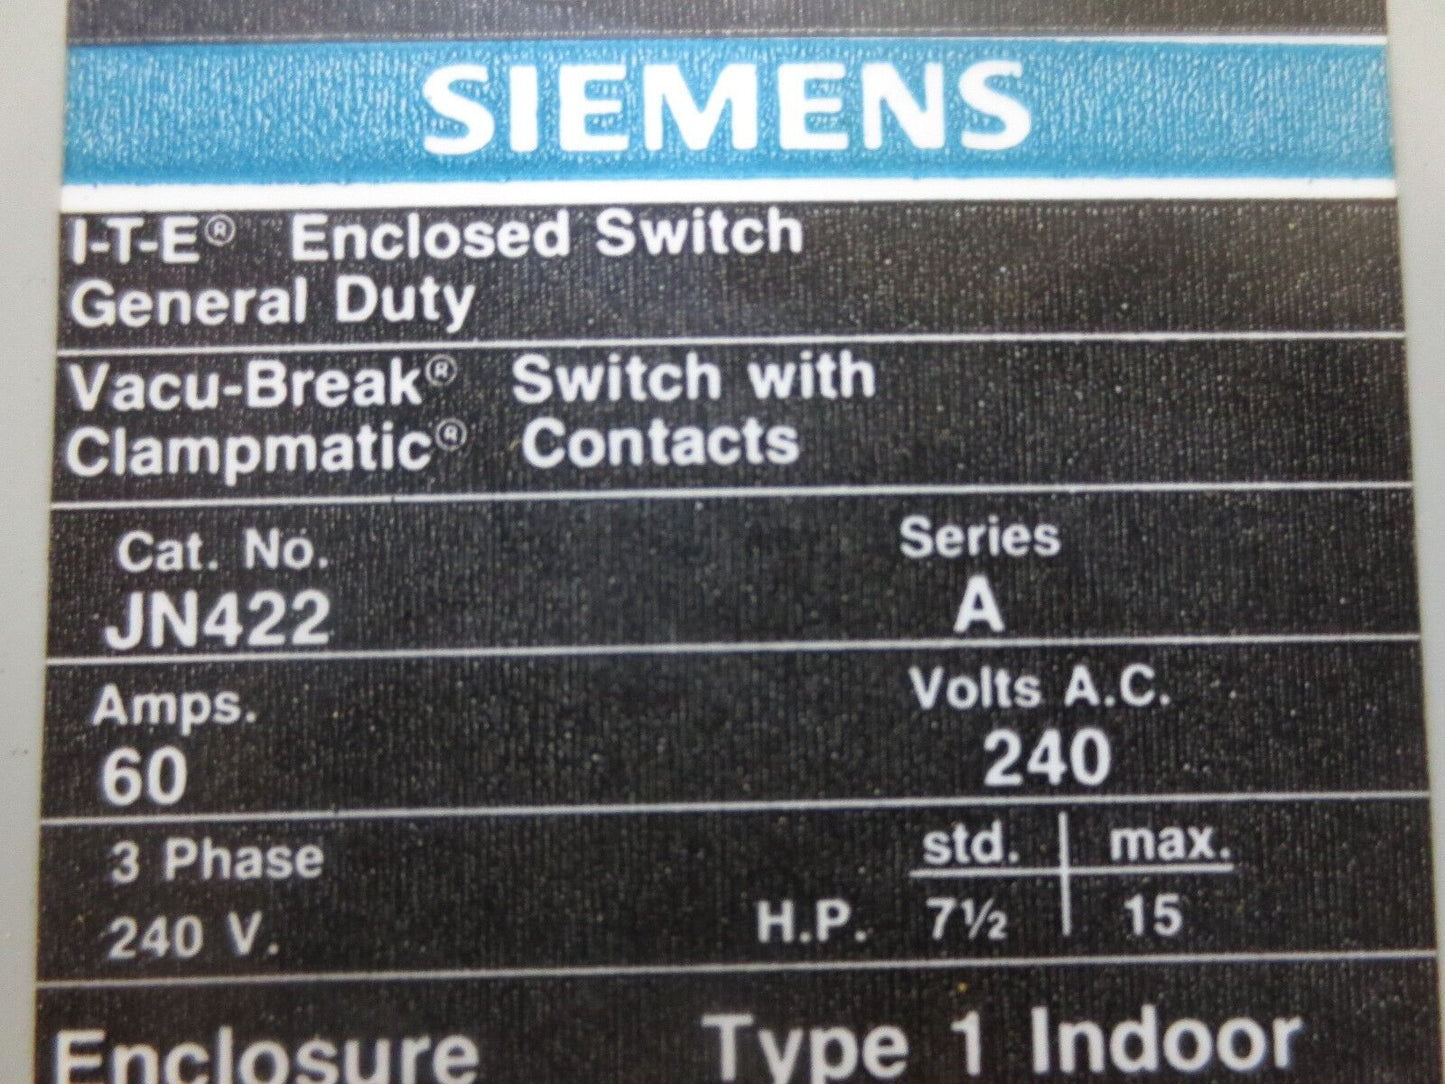 SIEMENS
I-T-E® Enclosed Switch
General Duty
Vacu-Break® Switch with
Clampmatic® Contacts
Cat. No. Series
JN422 A
Amps. Volts A.C.
60 240
3 Phase std. max.
240 V. H.P. 7½ 15
Enclosure Type 1 Indoor